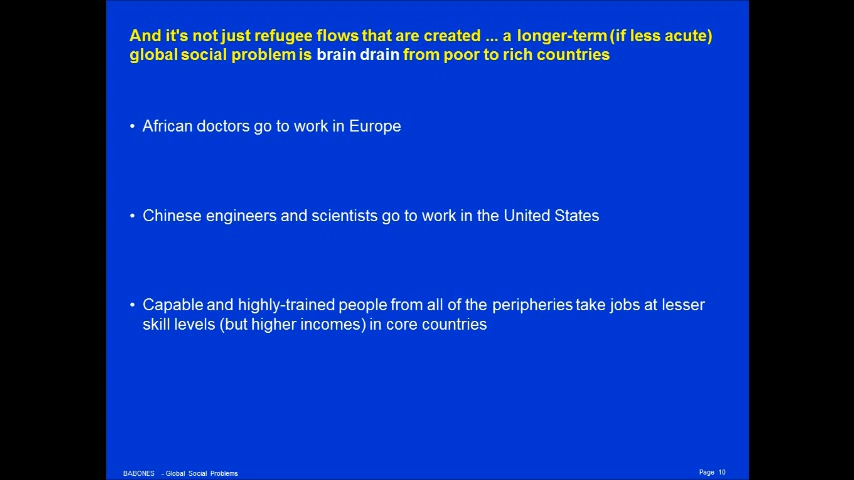 And it's not just refugee flows that are created ... a longer-term (if less acute)
global social problem is brain drain from poor to rich countries
• African doctors go to work in Europe
• Chinese engineers and scientists go to work in the United States
• Capable and highly-trained people from all of the peripheries take jobs at lesser
skill levels (but higher incomes) in core countries
BABONES - Global Social Problems
Page 10